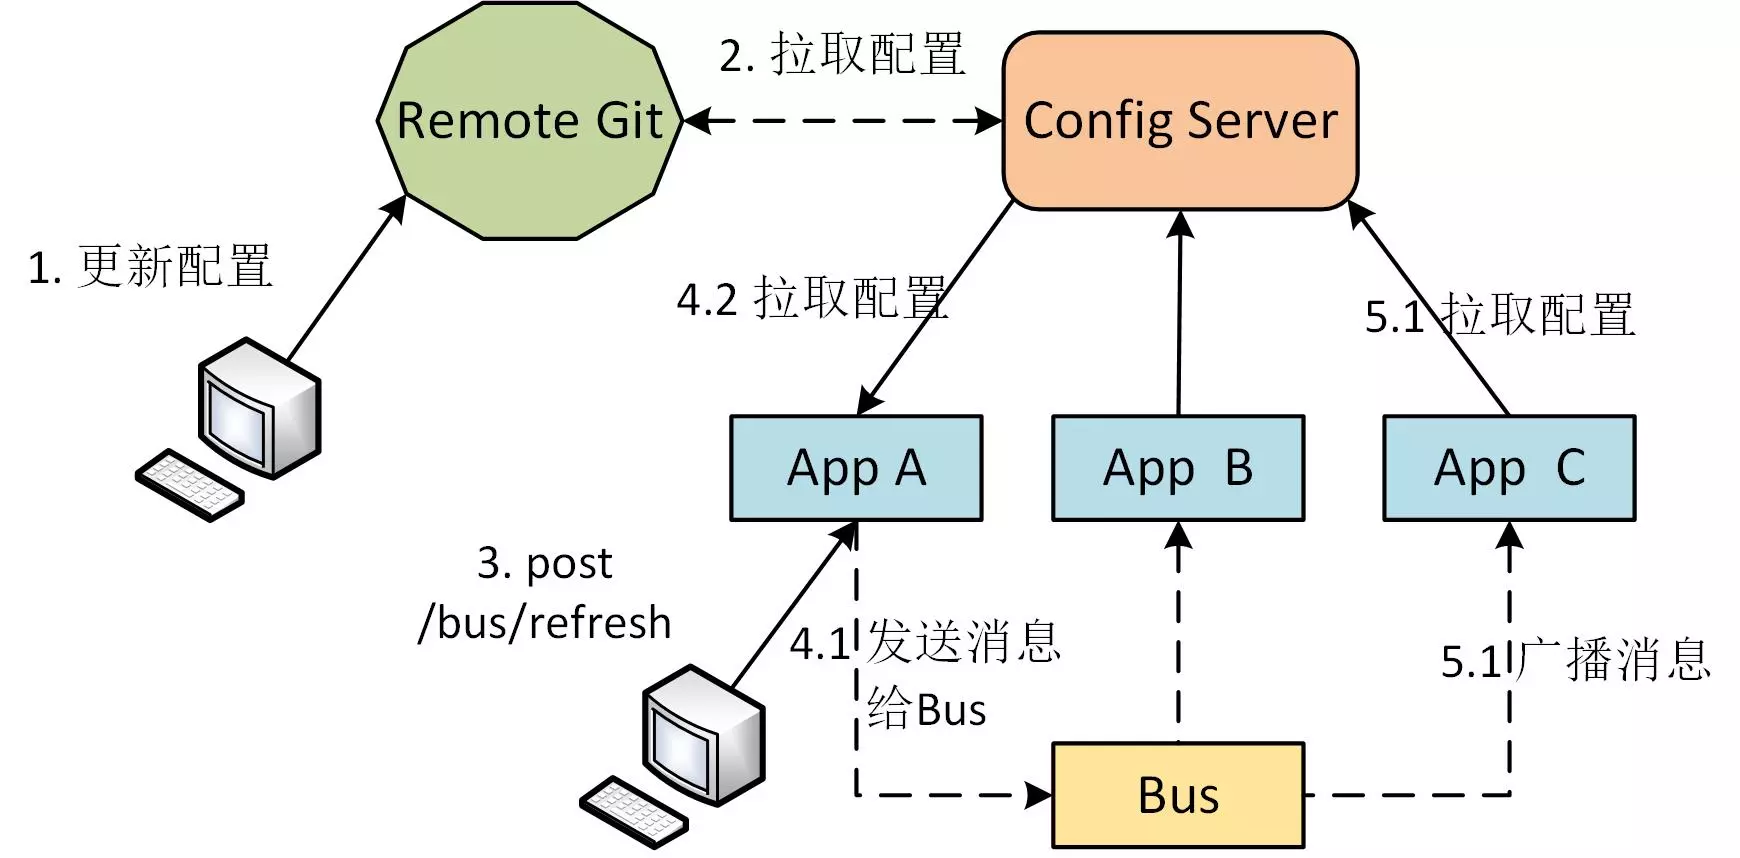 2. 拉取配置
Remote Git
Config Server
1. 更新配置
4.2 拉取配置
5.1 拉取配置
App A
App  B
App  C
3. post
/bus/refresh
4.1 发送消息
给Bus
5.1 广播消息
Bus